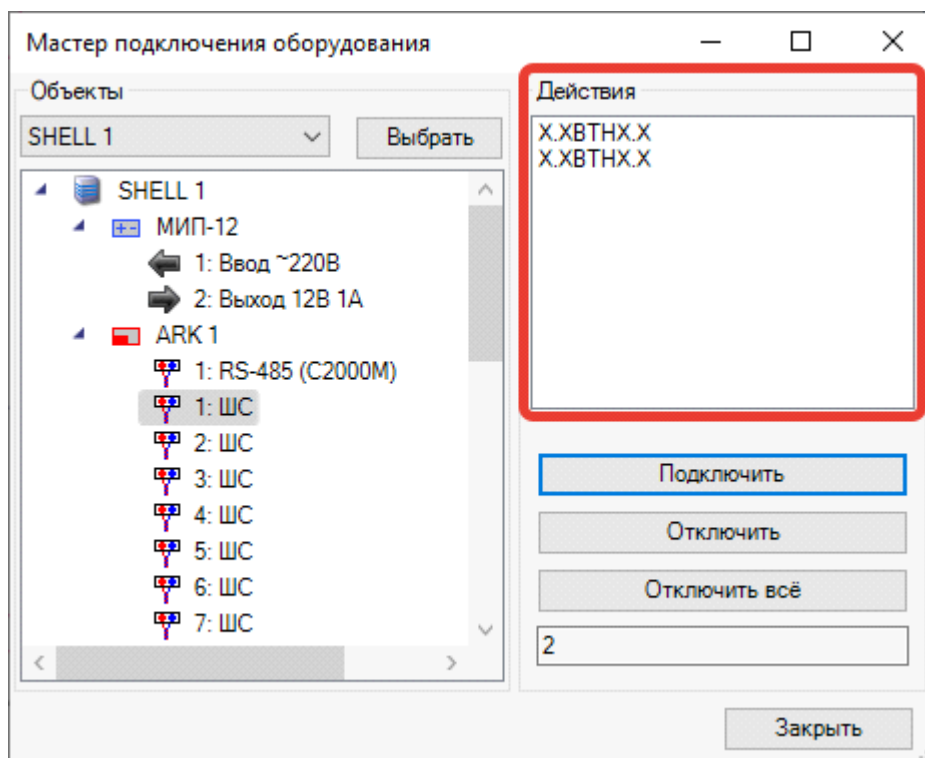 Мастер подключения оборудования
Объекты
SHELL 1
Выбрать
SHELL 1
МИП-12
1: Ввод ~220В
2: Выход 12В 1А
ARK 1
1: RS-485 (С2000М)
1: ШС
2: ШС
3: ШС
4: ШС
5: ШС
6: ШС
7: ШС
Действия
X.XBTHX.X
X.XBTHX.X
Подключить
Отключить
Отключить всё
2
Закрыть